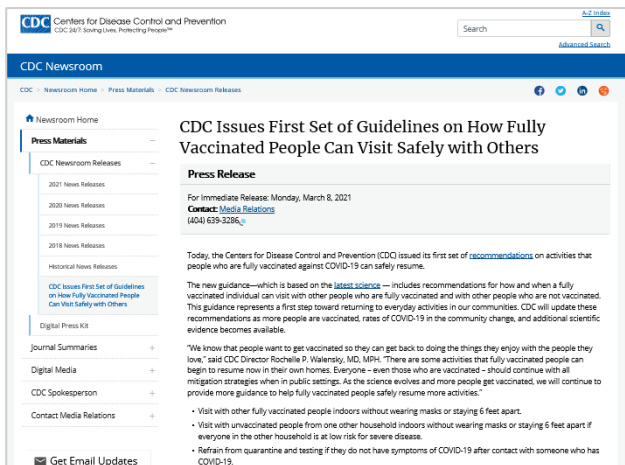 A-Z Index
CDC Centers for Disease Control and Prevention
CDC 24/7: Saving Lives, Protecting People™
Search
Advanced Search
CDC Newsroom
CDC > Newsroom Home > Press Materials > CDC Newsroom Releases
Newsroom Home
Press Materials
CDC Newsroom Releases
2021 News Releases
2020 News Releases
2019 News Releases
2018 News Releases
Historical News Releases
CDC Issues First Set of Guidelines
on How Fully Vaccinated People
Can Visit Safely with Others
Digital Press Kit
Journal Summaries
Digital Media
CDC Spokesperson
Contact Media Relations
Get Email Updates
CDC Issues First Set of Guidelines on How Fully
Vaccinated People Can Visit Safely with Others
Press Release
For Immediate Release: Monday, March 8, 2021
Contact: Media Relations
(404) 639-3286
Today, the Centers for Disease Control and Prevention (CDC) issued its first set of recommendations on activities that
people who are fully vaccinated against COVID-19 can safely resume.
The new guidance—which is based on the latest science — includes recommendations for how and when a fully
vaccinated individual can visit with other people who are fully vaccinated and with other people who are not vaccinated.
This guidance represents a first step toward returning to everyday activities in our communities. CDC will update these
recommendations as more people are vaccinated, rates of COVID-19 in the community change, and additional scientific
evidence becomes available.
"We know that people want to get vaccinated so they can get back to doing the things they enjoy with the people they
love," said CDC Director Rochelle P. Walensky, MD, MPH. "There are some activities that fully vaccinated people can
begin to resume now in their own homes. Everyone – even those who are vaccinated – should continue with all
mitigation strategies when in public settings. As the science evolves and more people get vaccinated, we will continue to
provide more guidance to help fully vaccinated people safely resume more activities."
• Visit with other fully vaccinated people indoors without wearing masks or staying 6 feet apart.
• Visit with unvaccinated people from one other household indoors without wearing masks or staying 6 feet apart if
everyone in the other household is at low risk for severe disease.
• Refrain from quarantine and testing if they do not have symptoms of COVID-19 after contact with someone who has
COVID-19.